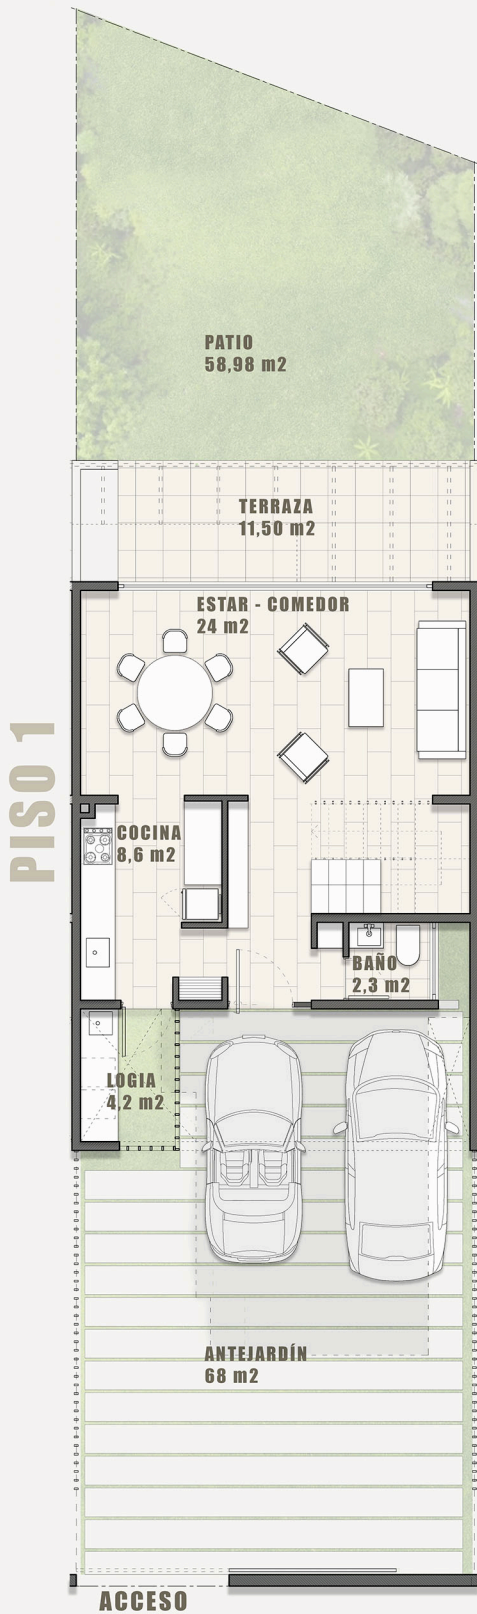 PATIO
58,98 m2
TERRAZA
11,50 m2
ESTAR - COMEDOR
24 m2
PISO 1
COCINA
8,6 m2
BAÑO
2,3 m2
LOGIA
4,2 m2
ANTEJARDÍN
68 m2
ACCESO